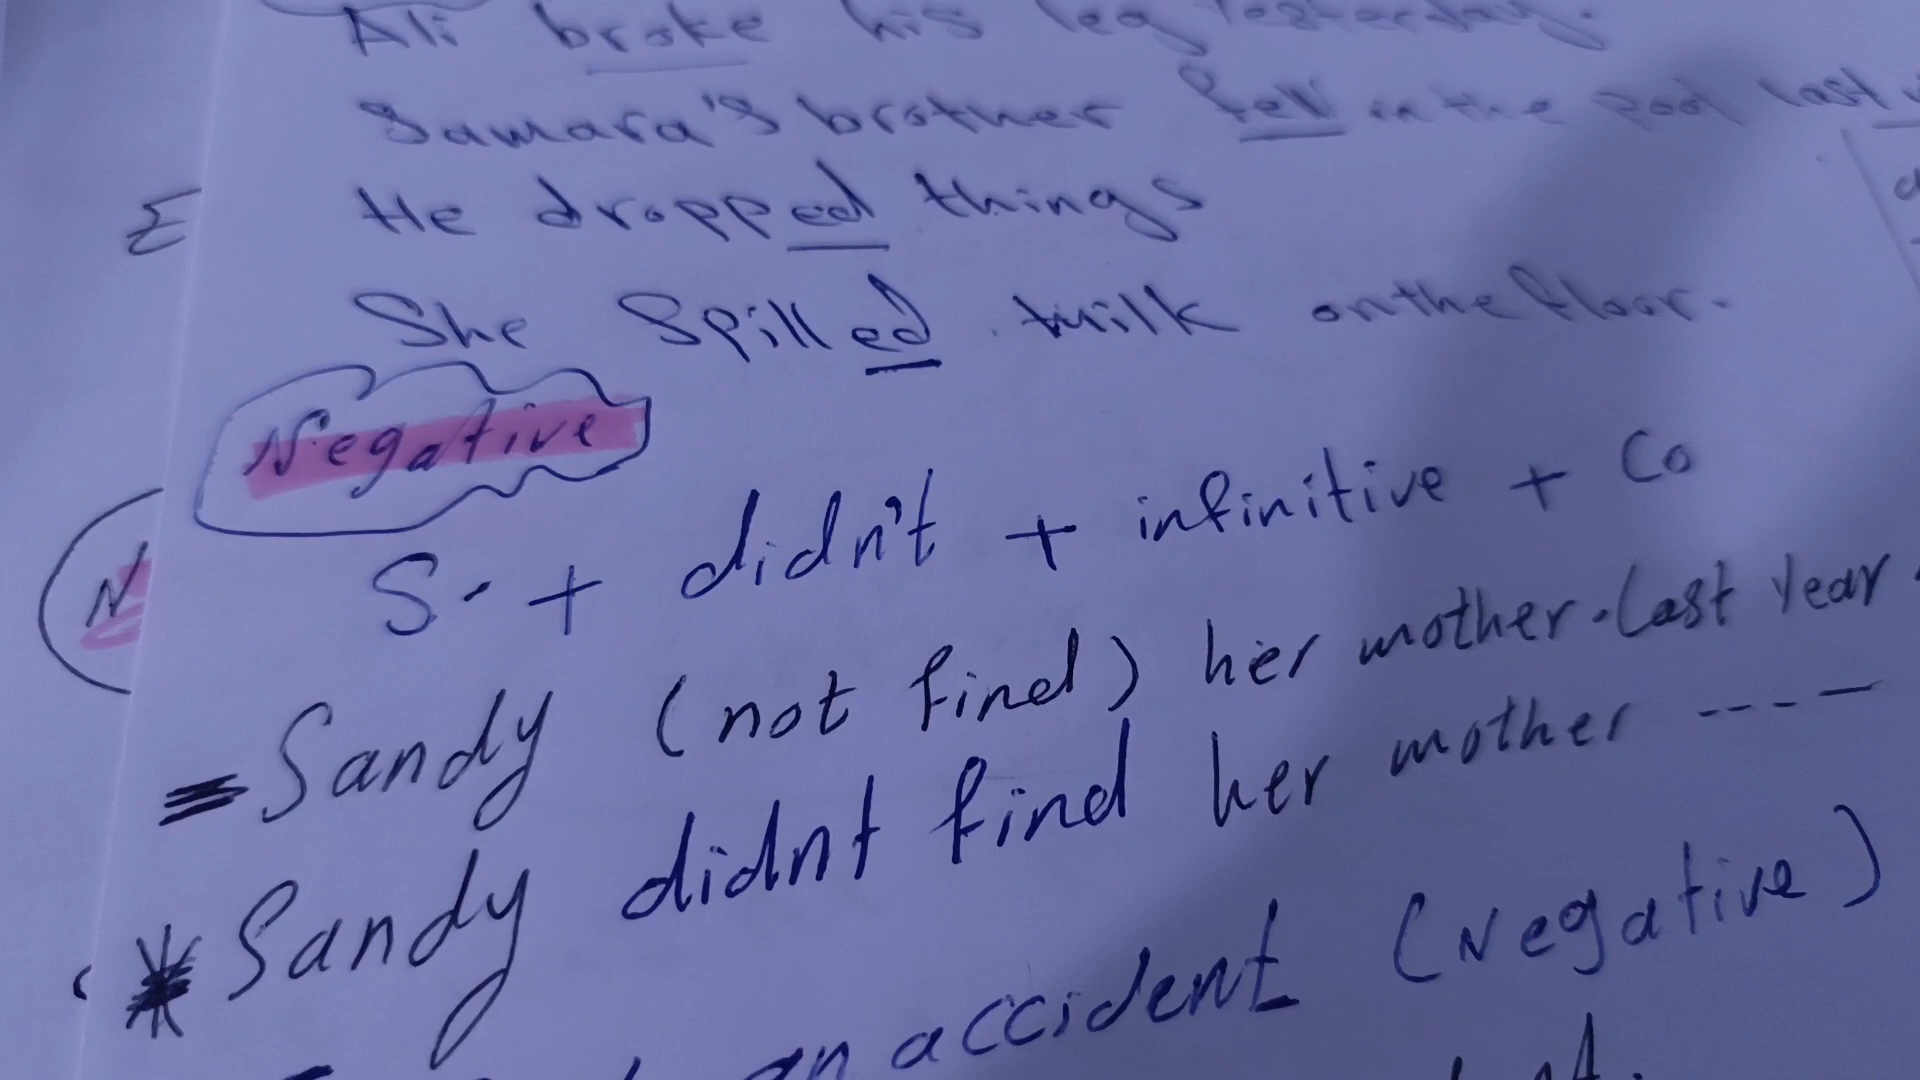 Ali broke his leg Yesterday.
Samara's brother fell in the pool last
He dropped things
E
She Spilled milk on the floor.
Negative
S. + didn't + infinitive + Co
N
= Sandy (not find) her mother. last Year.
* Sandy didnt find her mother ----
an accident (Negative)